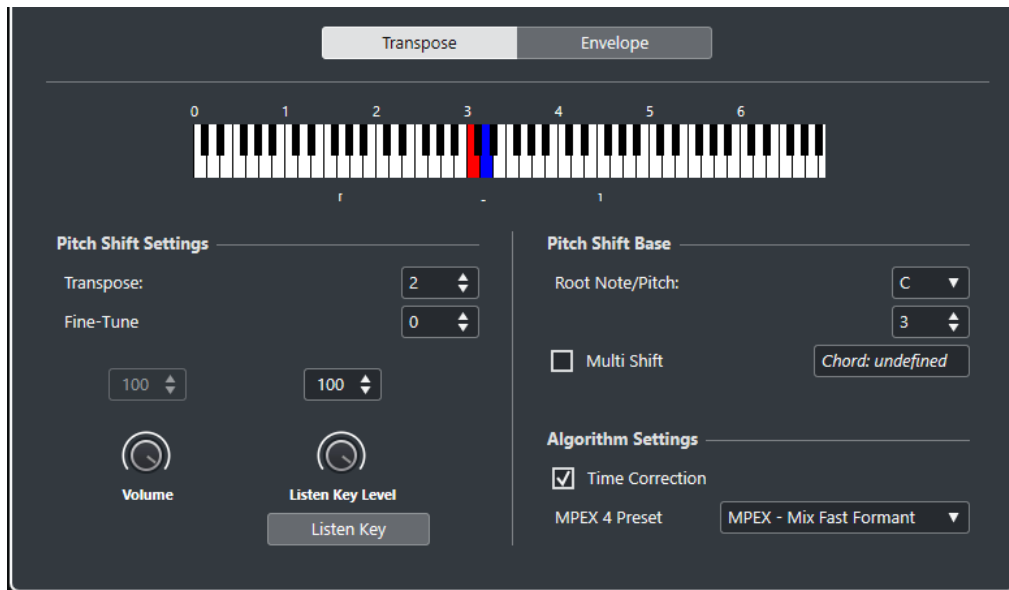 Transpose Envelope
0 1 2 3 4 5 6
Pitch Shift Settings
Transpose: 2
Fine-Tune 0
100 100
Volume Listen Key Level
Listen Key
Pitch Shift Base
Root Note/Pitch: C
3
Multi Shift Chord: undefined
Algorithm Settings
Time Correction
MPEX 4 Preset MPEX - Mix Fast Formant